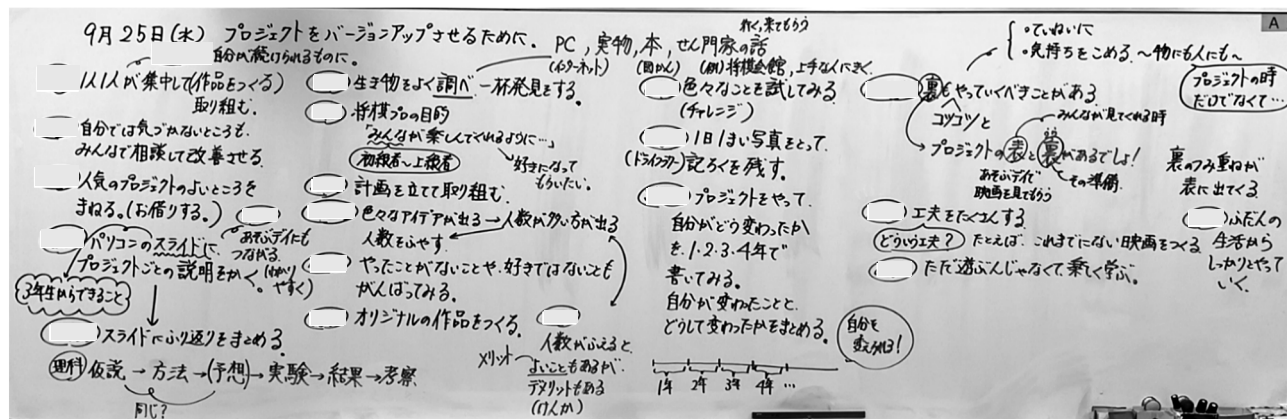 9月25日(水) プロジェクトをバージョンアップさせるために。
自分が続けられるものに。
1人1人が集中して(作品をつくる)
取り組む。
自分では気づかないところも、
みんなで相談して改善させる。
人気のプロジェクトのよいところを
まねる。(お借りする。)
あそぶデイにも
つながる。
パソコンのスライドに、
プロジェクトごとの説明をかく。
(わかりやすく)
3年生からできること
スライドにふり返りをまとめる。
理科 仮説→方法→(予想)→実験→結果→考察
同じ?
PC, 実物, 本, せん門家の話
(インターネット) (図かん) (例)将棋会館, 上手な人にきく。
生き物をよく調べ、一杯発見をする。
将棋プロの目的
「みんなが楽しんでくれるように…」
初級者~上級者
好きになって
もらいたい。
計画を立てて取り組む。
色々なアイデアが出る→人数が多い方が出る
人数をふやす。
やったことがないことや、好きではないことも
がんばってみる。
オリジナルの作品をつくる。
人数がふえると、
メリット
よいこともあるが、
デメリットもある
(けんか)
色々なことを試してみる。
(チャレンジ)
1日1まい写真をとって、
記ろくを残す。
プロジェクトをやって、
自分がどう変わったか
を1・2・3・4年で
書いてみる。
自分が変わったことと、
どうして変わったかをまとめる。
自分を
変えられる!
1年 2年 3年 4年 …
・ていねいに
・気持ちをこめる。~物にも人にも~
裏もやっていくべきことがある
コツコツと
みんなが見てくれる時
プロジェクトの表と裏があるでしょ!
あそぶデイで
映画を見てもらう
その準備。
工夫をたくさんする。
どういう工夫? たとえば、これまでにない映画をつくる
ただ遊ぶんじゃなくて、楽しく学ぶ。
プロジェクトの時
だけでなくて…
裏のつみ重ねが
表に出てくる
ふだんの
生活から
しっかりとやって
いく。
A